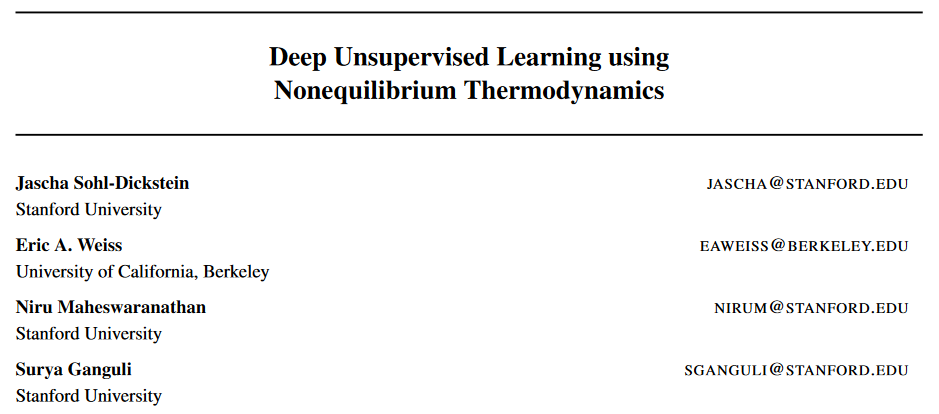 Deep Unsupervised Learning using
Nonequilibrium Thermodynamics
Jascha Sohl-Dickstein JASCHA@STANFORD.EDU
Stanford University
Eric A. Weiss EAWEISS@BERKELEY.EDU
University of California, Berkeley
Niru Maheswaranathan NIRUM@STANFORD.EDU
Stanford University
Surya Ganguli SGANGULI@STANFORD.EDU
Stanford University